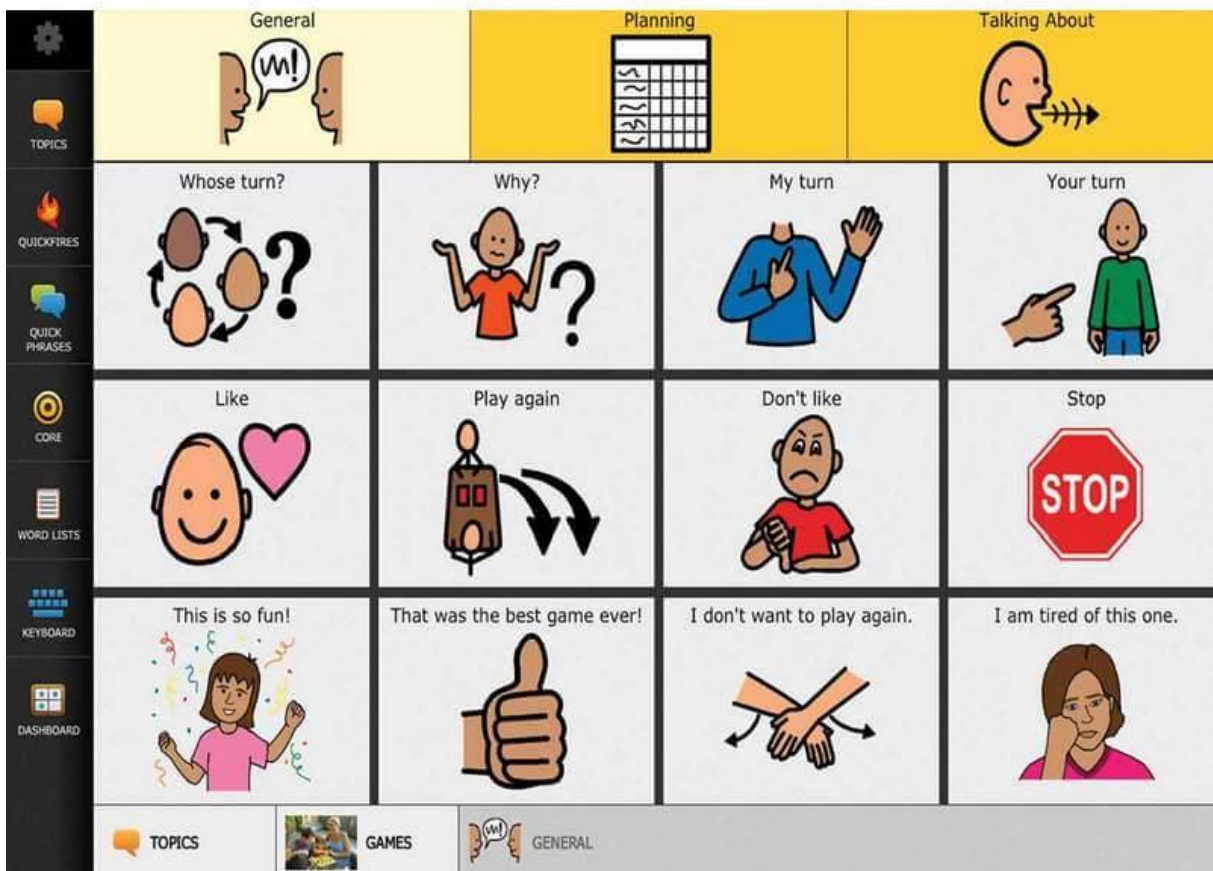 General
Planning
Talking About
TOPICS
QUICKFIRES
QUICK
PHRASES
CORE
WORD LISTS
KEYBOARD
DASHBOARD
Whose turn?
Why?
My turn
Your turn
Like
Play again
Don't like
Stop
STOP
This is so fun!
That was the best game ever!
I don't want to play again.
I am tired of this one.
TOPICS
GAMES
GENERAL